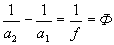 1/a₂ − 1/a₁ = 1/f = Φ